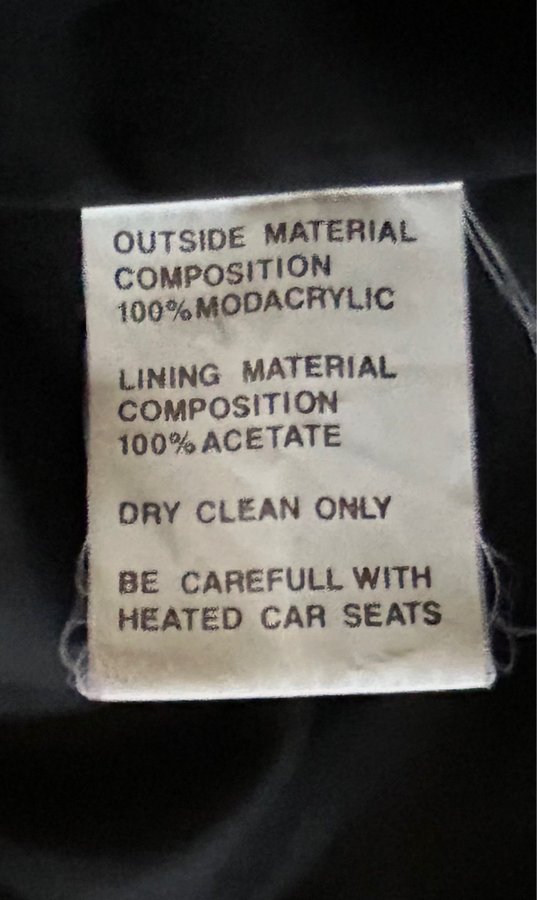 OUTSIDE MATERIAL
COMPOSITION
100% MODACRYLIC
LINING MATERIAL
COMPOSITION
100% ACETATE
DRY CLEAN ONLY
BE CAREFULL WITH
HEATED CAR SEATS